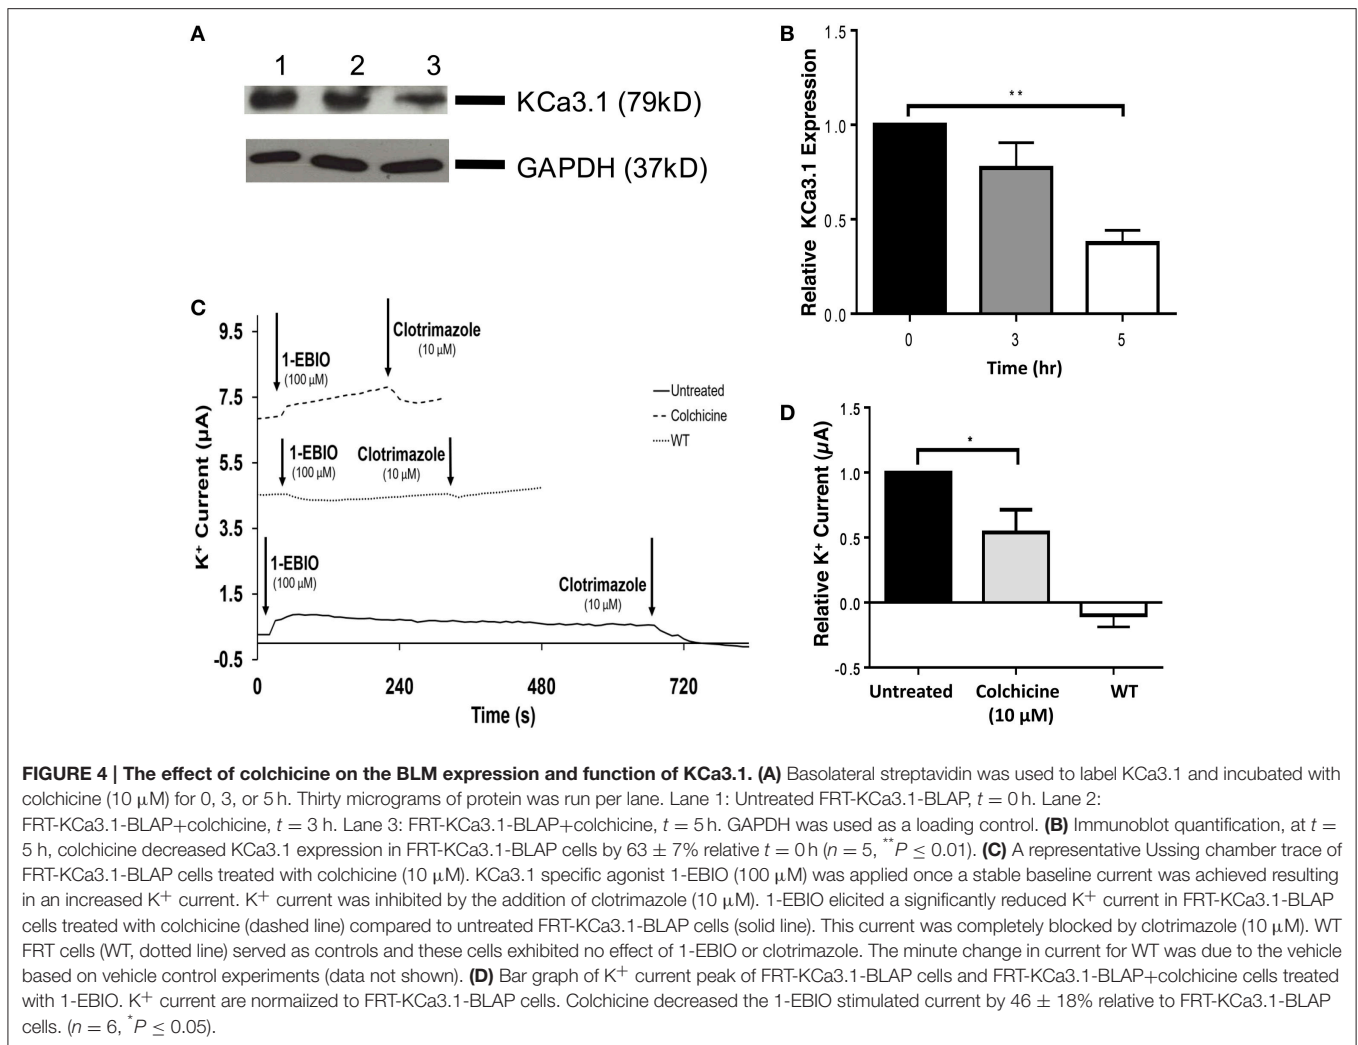 A
1 2 3
KCa3.1 (79kD)
GAPDH (37kD)
B
Relative KCa3.1 Expression
1.5
1.0
0.5
0.0
**
0 3 5
Time (hr)
C
K+ Current (µA)
9.5
7.5
5.5
3.5
1.5
-0.5
1-EBIO
(100 µM)
Clotrimazole
(10 µM)
1-EBIO
(100 µM)
Clotrimazole
(10 µM)
1-EBIO
(100 µM)
Clotrimazole
(10 µM)
Untreated
Colchicine
WT
0 240 480 720
Time (s)
D
Relative K+ Current (µA)
1.5
1.0
0.5
0.0
-0.5
*
Untreated Colchicine WT
(10 µM)
FIGURE 4 | The effect of colchicine on the BLM expression and function of KCa3.1. (A) Basolateral streptavidin was used to label KCa3.1 and incubated with
colchicine (10 µM) for 0, 3, or 5 h. Thirty micrograms of protein was run per lane. Lane 1: Untreated FRT-KCa3.1-BLAP, t = 0 h. Lane 2:
FRT-KCa3.1-BLAP+colchicine, t = 3 h. Lane 3: FRT-KCa3.1-BLAP+colchicine, t = 5 h. GAPDH was used as a loading control. (B) Immunoblot quantification, at t =
5 h, colchicine decreased KCa3.1 expression in FRT-KCa3.1-BLAP cells by 63 ± 7% relative t = 0 h (n = 5, **P ≤ 0.01). (C) A representative Ussing chamber trace of
FRT-KCa3.1-BLAP cells treated with colchicine (10 µM). KCa3.1 specific agonist 1-EBIO (100 µM) was applied once a stable baseline current was achieved resulting
in an increased K+ current. K+ current was inhibited by the addition of clotrimazole (10 µM). 1-EBIO elicited a significantly reduced K+ current in FRT-KCa3.1-BLAP
cells treated with colchicine (dashed line) compared to untreated FRT-KCa3.1-BLAP cells (solid line). This current was completely blocked by clotrimazole (10 µM). WT
FRT cells (WT, dotted line) served as controls and these cells exhibited no effect of 1-EBIO or clotrimazole. The minute change in current for WT was due to the vehicle
based on vehicle control experiments (data not shown). (D) Bar graph of K+ current peak of FRT-KCa3.1-BLAP cells and FRT-KCa3.1-BLAP+colchicine cells treated
with 1-EBIO. K+ current are normaiized to FRT-KCa3.1-BLAP cells. Colchicine decreased the 1-EBIO stimulated current by 46 ± 18% relative to FRT-KCa3.1-BLAP
cells. (n = 6, *P ≤ 0.05).